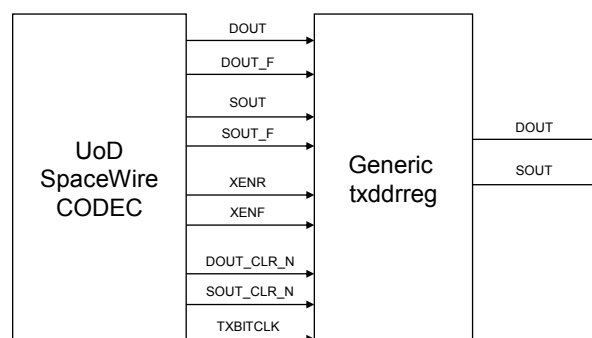 DOUT
DOUT_F
SOUT
SOUT_F
UoD
SpaceWire
CODEC
XENR
XENF
DOUT_CLR_N
SOUT_CLR_N
TXBITCLK
Generic
txddrreg
DOUT
SOUT